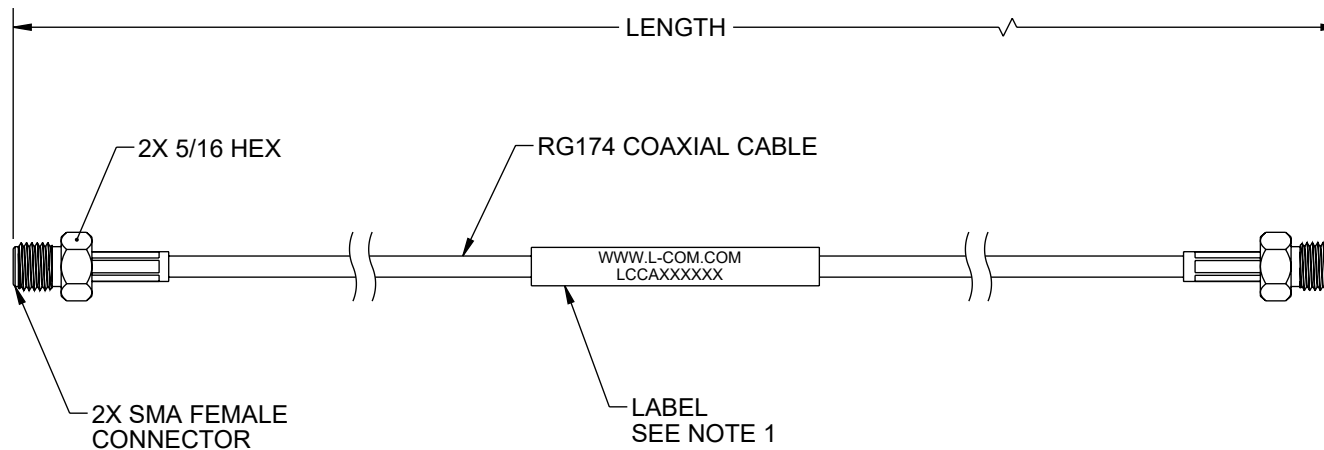 LENGTH
2X 5/16 HEX
RG174 COAXIAL CABLE
WWW.L-COM.COM
LCCAXXXXXX
2X SMA FEMALE
CONNECTOR
LABEL
SEE NOTE 1